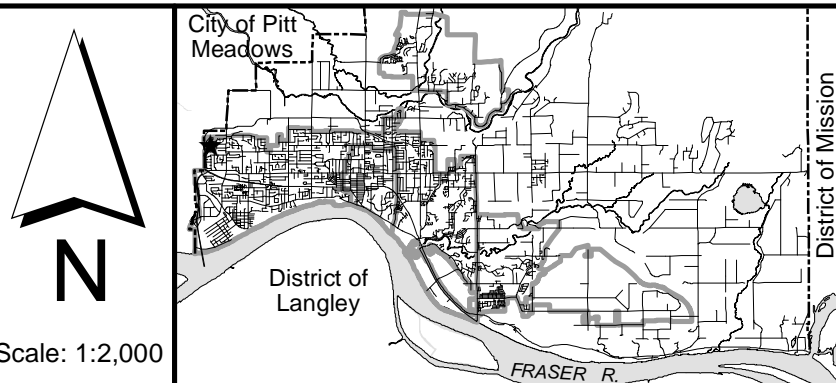 N
Scale: 1:2,000
City of Pitt
Meadows
District of
Langley
District of Mission
FRASER R.